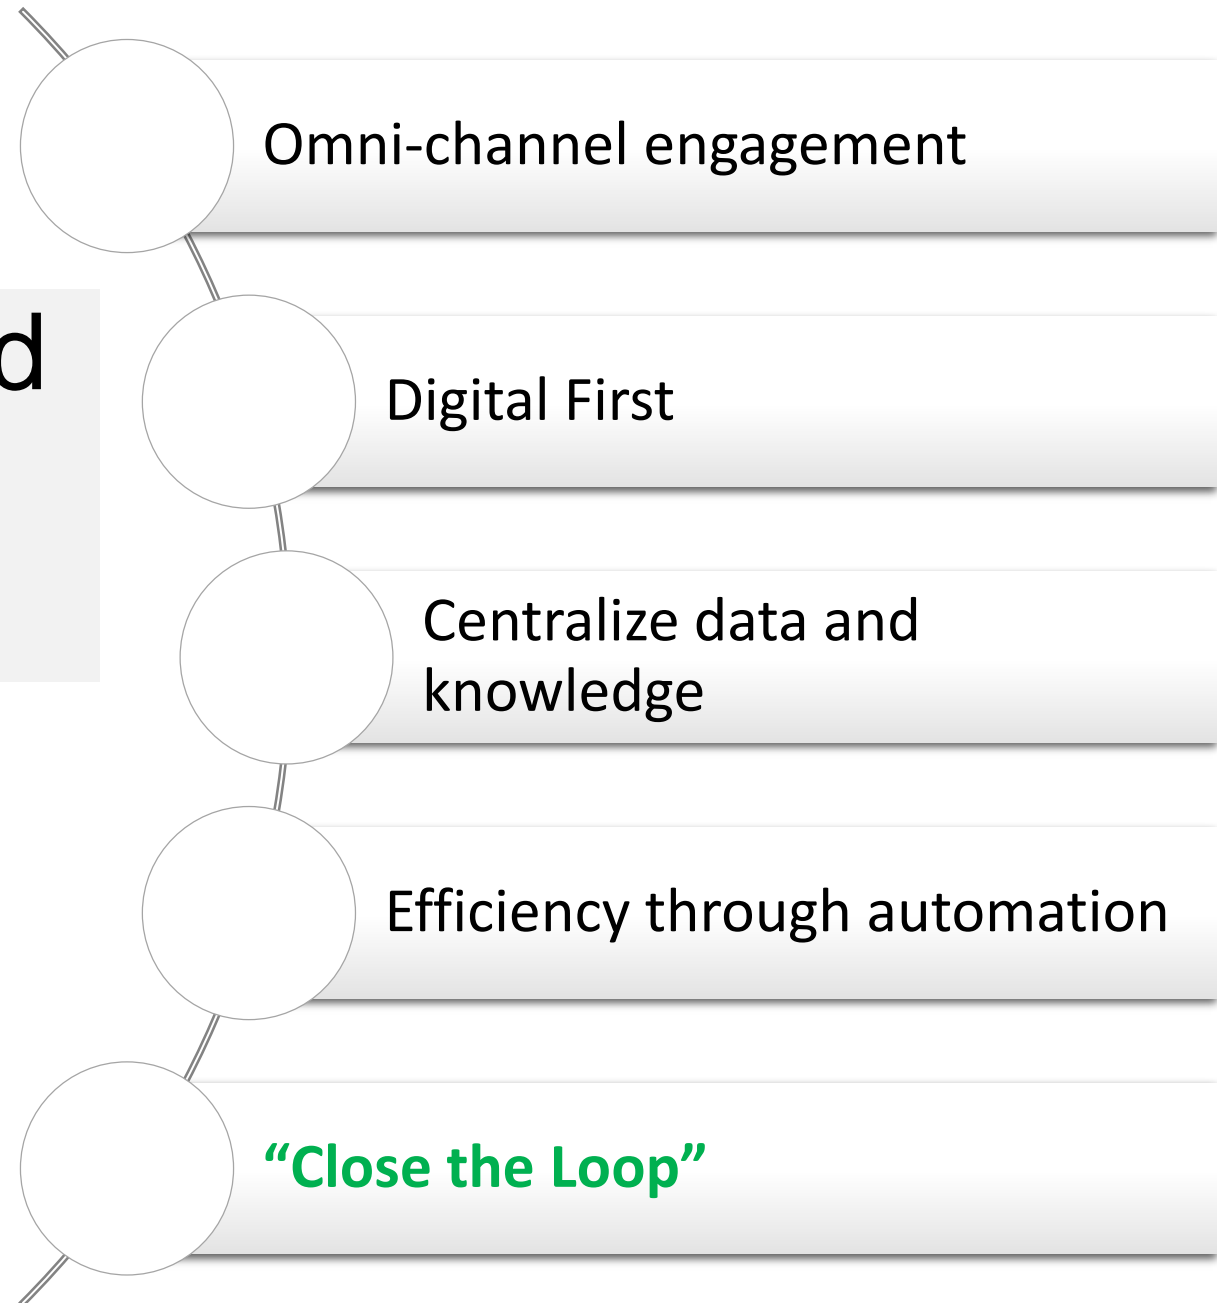 Omni-channel engagement
d
Digital First
Centralize data and
knowledge
Efficiency through automation
“Close the Loop”